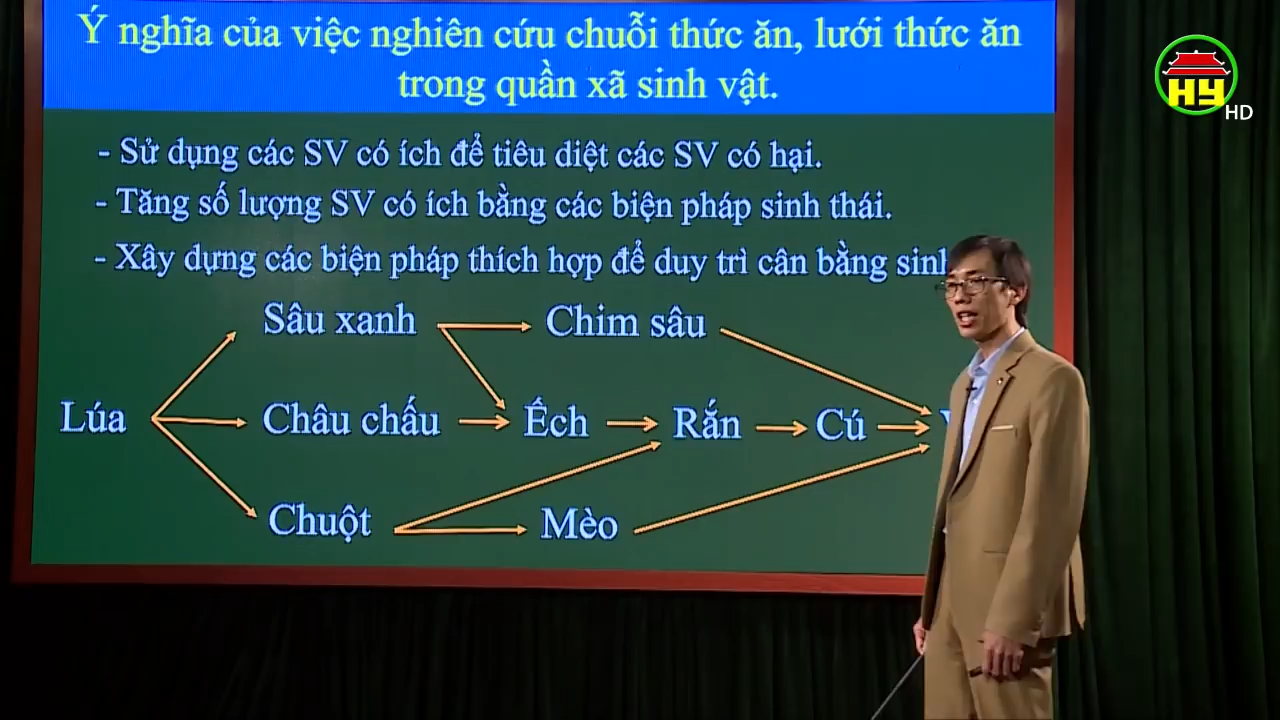 Ý nghĩa của việc nghiên cứu chuỗi thức ăn, lưới thức ăn
trong quần xã sinh vật.
HY
HD
- Sử dụng các SV có ích để tiêu diệt các SV có hại.
- Tăng số lượng SV có ích bằng các biện pháp sinh thái.
- Xây dựng các biện pháp thích hợp để duy trì cân bằng sinh
Sâu xanh Chim sâu
Lúa Châu chấu Ếch Rắn Cú
Chuột Mèo